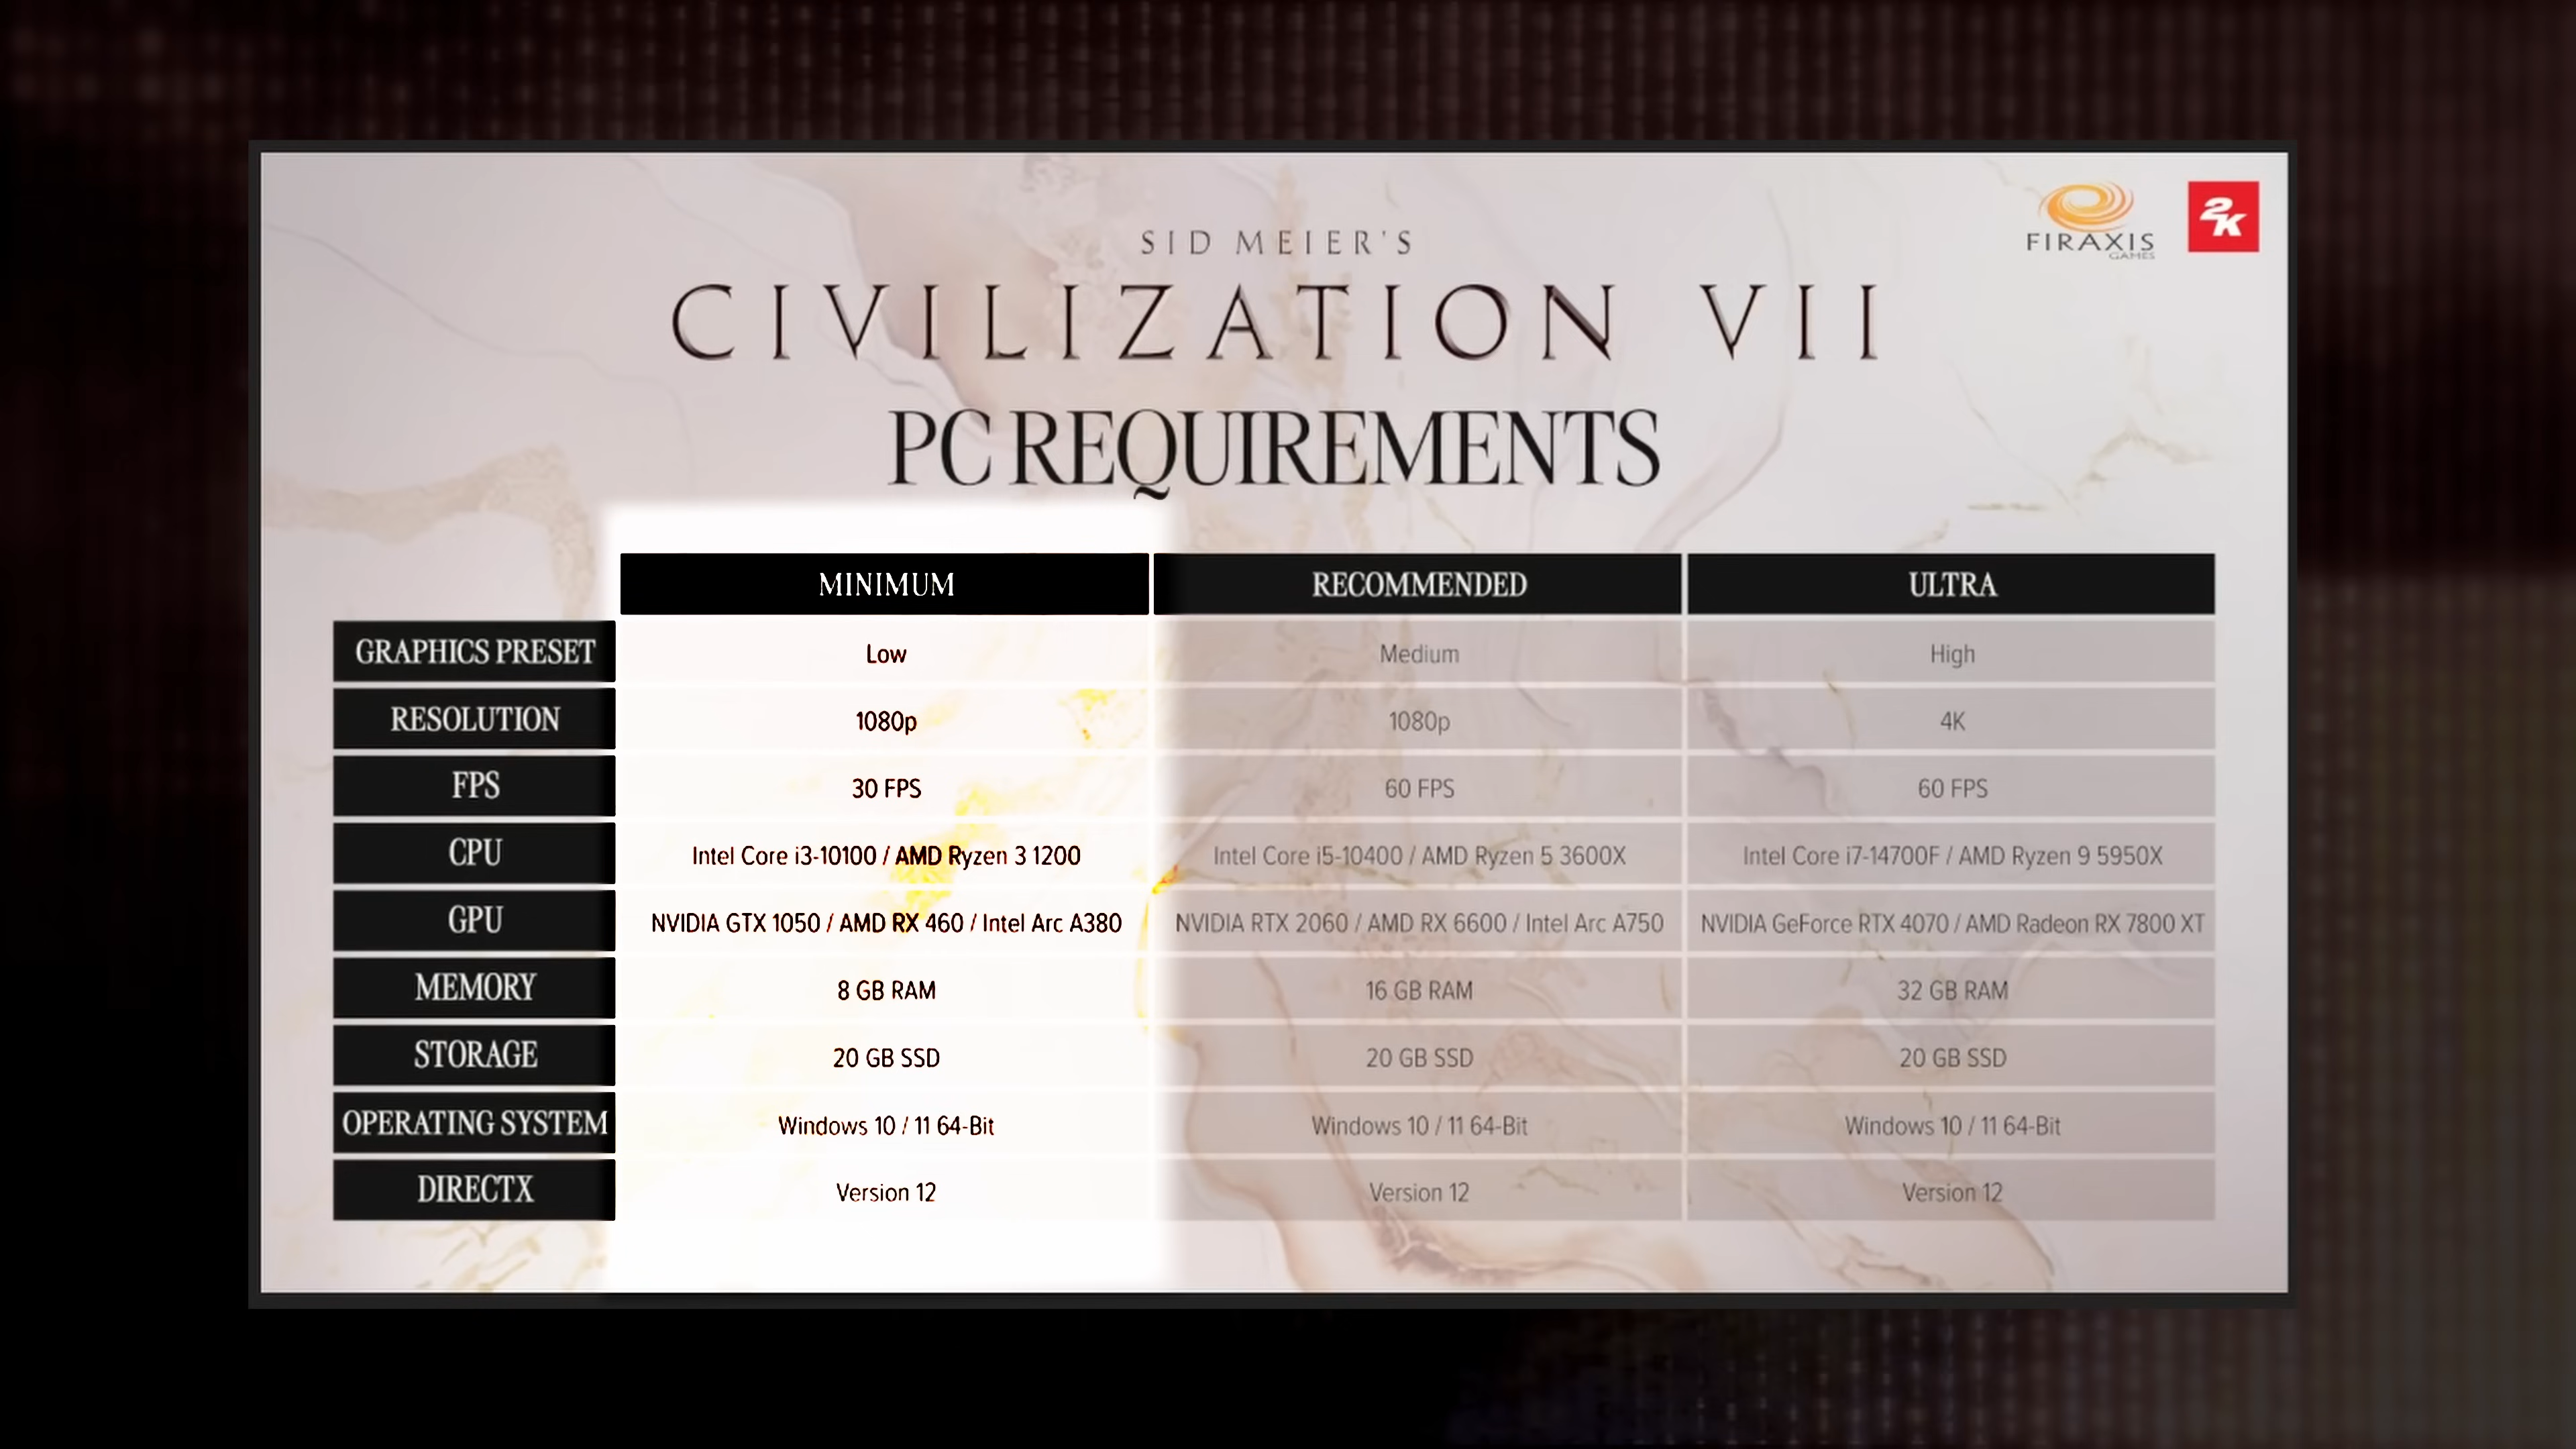 FIRAXIS
GAMES
2K
SID MEIER'S
CIVILIZATION VII
PC REQUIREMENTS
MINIMUM RECOMMENDED ULTRA
GRAPHICS PRESET Low Medium High
RESOLUTION 1080p 1080p 4K
FPS 30 FPS 60 FPS 60 FPS
CPU Intel Core i3-10100 / AMD Ryzen 3 1200 Intel Core i5-10400 / AMD Ryzen 5 3600X Intel Core i7-14700F / AMD Ryzen 9 5950X
GPU NVIDIA GTX 1050 / AMD RX 460 / Intel Arc A380 NVIDIA RTX 2060 / AMD RX 6600 / Intel Arc A750 NVIDIA GeForce RTX 4070 / AMD Radeon RX 7800 XT
MEMORY 8 GB RAM 16 GB RAM 32 GB RAM
STORAGE 20 GB SSD 20 GB SSD 20 GB SSD
OPERATING SYSTEM Windows 10 / 11 64-Bit Windows 10 / 11 64-Bit Windows 10 / 11 64-Bit
DIRECTX Version 12 Version 12 Version 12